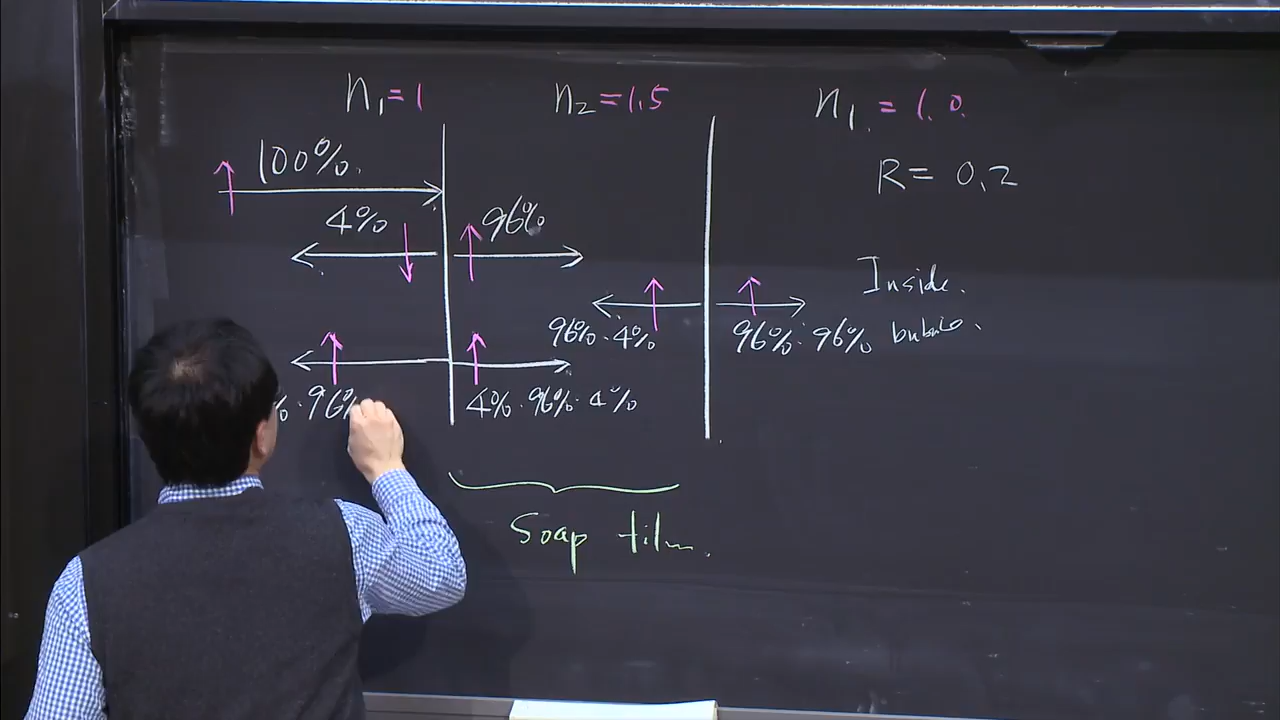 n₁=1 n₂=1.5 n₁=1.0
100%. R= 0.2
4% 96%
Inside.
96%·4% 96%·96%
%·96% 4%·96%·4%
Soap film.